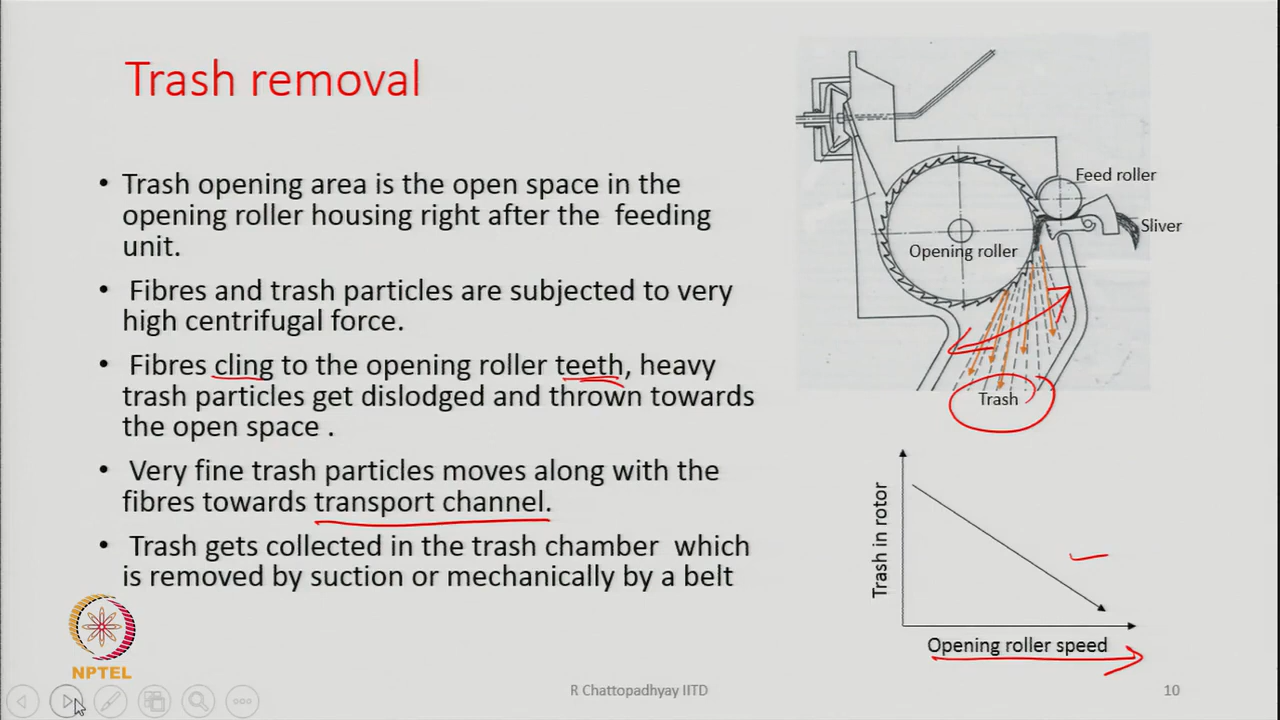 Trash removal
• Trash opening area is the open space in the
opening roller housing right after the feeding
unit.
• Fibres and trash particles are subjected to very
high centrifugal force.
• Fibres cling to the opening roller teeth, heavy
trash particles get dislodged and thrown towards
the open space .
• Very fine trash particles moves along with the
fibres towards transport channel.
• Trash gets collected in the trash chamber which
is removed by suction or mechanically by a belt
Feed roller
Sliver
Opening roller
Trash
Trash in rotor
Opening roller speed
NPTEL
R Chattopadhyay IITD
10